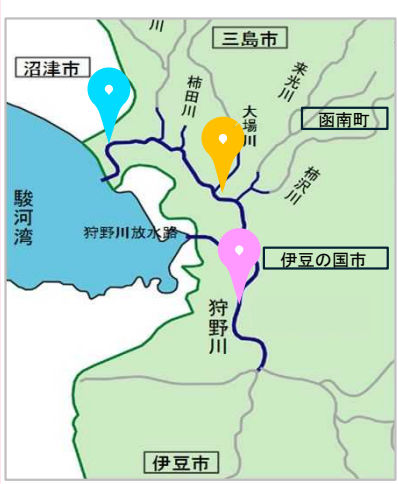 川
三島市
沼津市
来光川
柿田川
大場川
函南町
柿沢川
駿河湾
狩野川放水路
伊豆の国市
狩野川
伊豆市